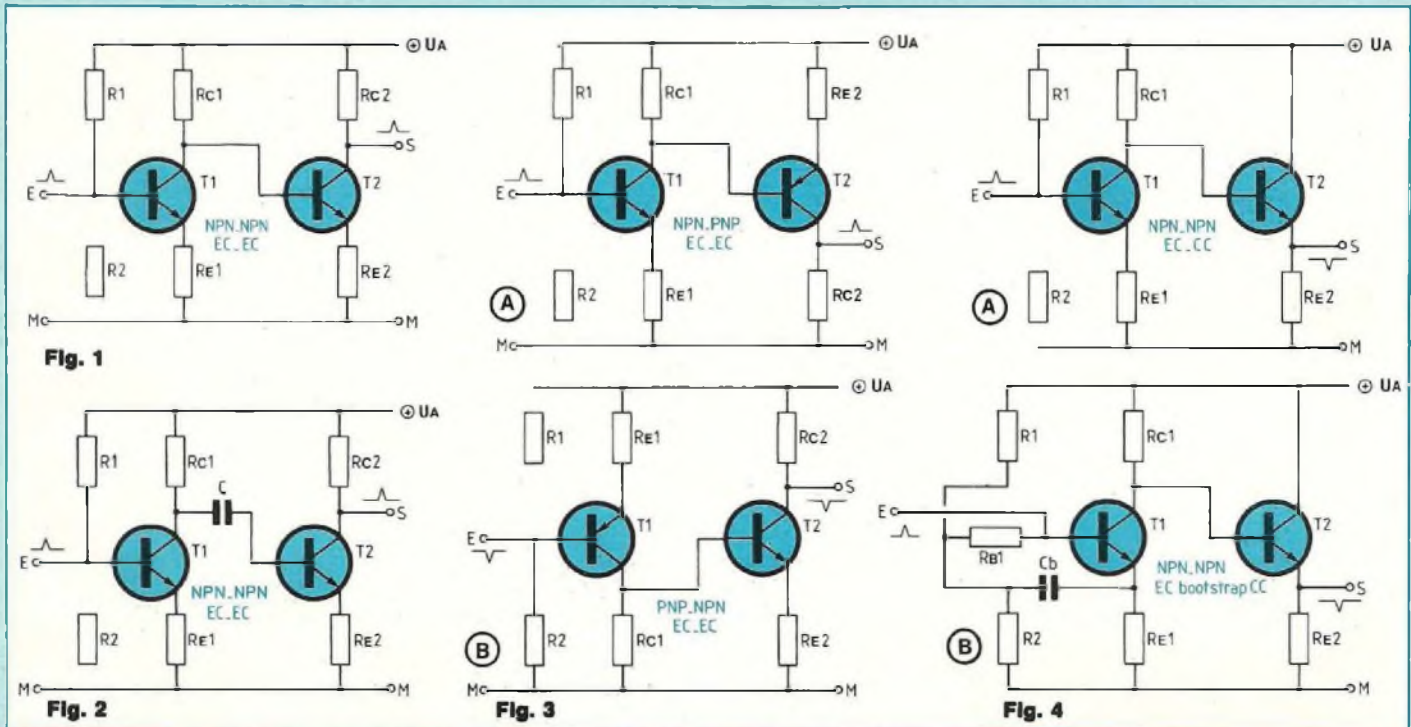 ⊕ UA
R1
RC1
RC2
S
E
T1
T2
NPN_NPN
EC_EC
R2
RE1
RE2
M
M
Fig. 1
⊕ UA
R1
RC1
RE2
E
T1
T2
NPN_PNP
EC_EC
S
R2
RE1
RC2
A
M
M
⊕ UA
R1
RC1
E
T1
T2
NPN_NPN
EC_CC
S
R2
RE1
RE2
A
M
⊕ UA
R1
RC1
C
RC2
S
E
T1
T2
NPN_NPN
EC_EC
R2
RE1
RE2
M
M
Fig. 2
⊕ UA
R1
RE1
RC2
S
E
T1
T2
PNP_NPN
EC_EC
R2
RC1
RE2
B
M
M
Fig. 3
⊕ UA
R1
RC1
E
T1
T2
RB1
Cb
NPN_NPN
EC bootstrap CC
S
R2
RE1
RE2
B
M
Fig. 4